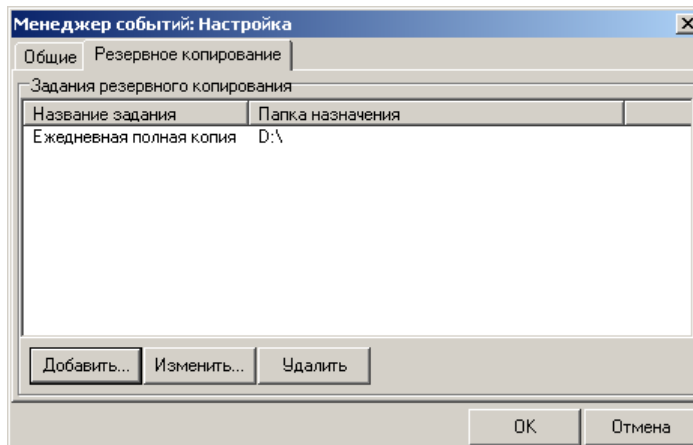 Менеджер событий: Настройка
Общие Резервное копирование
Задания резервного копирования
Название задания Папка назначения
Ежедневная полная копия D:\
Добавить... Изменить... Удалить
OK Отмена